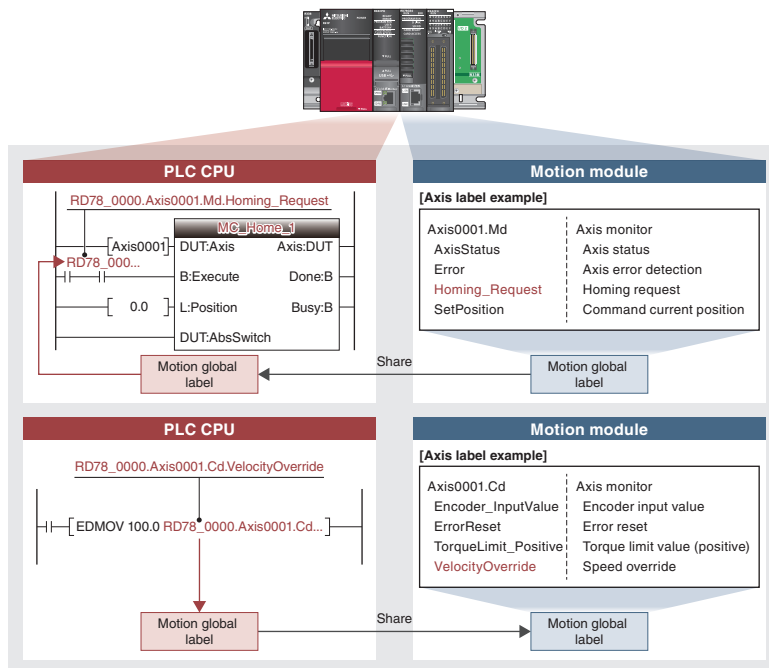 PLC CPU
RD78_0000.Axis0001.Md.Homing_Request
MC_Home_1
Axis0001
DUT:Axis
Axis:DUT
RD78_000...
B:Execute
Done:B
0.0
L:Position
Busy:B
DUT:AbsSwitch
Motion global
label
Share
Motion module
[Axis label example]
Axis0001.Md Axis monitor
AxisStatus Axis status
Error Axis error detection
Homing_Request Homing request
SetPosition Command current position
Motion global
label
PLC CPU
RD78_0000.Axis0001.Cd.VelocityOverride
EDMOV 100.0 RD78_0000.Axis0001.Cd...
Motion global
label
Share
Motion module
[Axis label example]
Axis0001.Cd Axis monitor
Encoder_InputValue Encoder input value
ErrorReset Error reset
TorqueLimit_Positive Torque limit value (positive)
VelocityOverride Speed override
Motion global
label